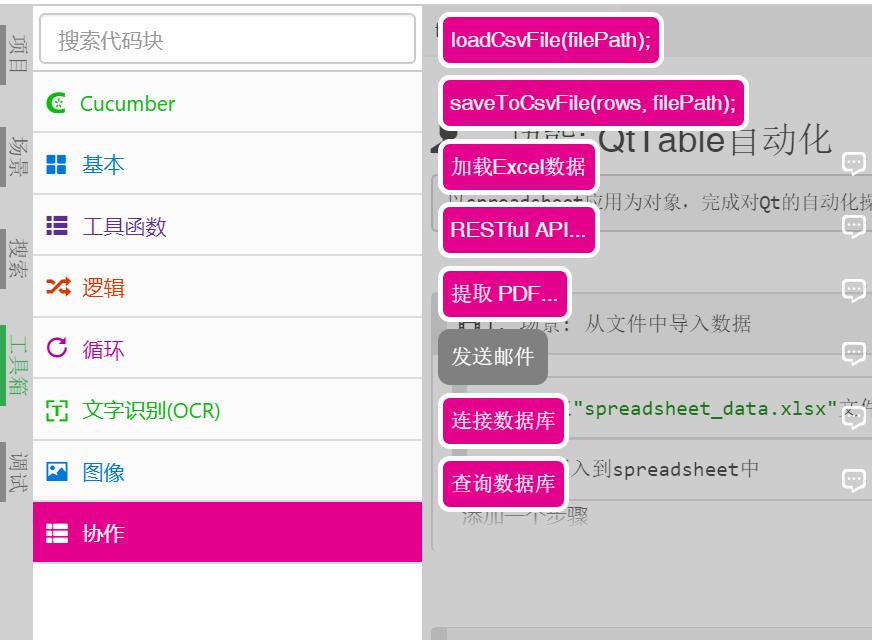 项目
场景
搜索
工具箱
调试
搜索代码块
Cucumber
基本
工具函数
逻辑
循环
文字识别(OCR)
图像
协作
loadCsvFile(filePath);
saveToCsvFile(rows, filePath);
QtTable自动化
加载Excel数据
spreadsheet应用为对象，完成对Qt的自动化操
RESTful API...
提取 PDF...
场景: 从文件中导入数据
发送邮件
"spreadsheet_data.xlsx"文件
连接数据库
入到spreadsheet中
查询数据库
添加一个步骤